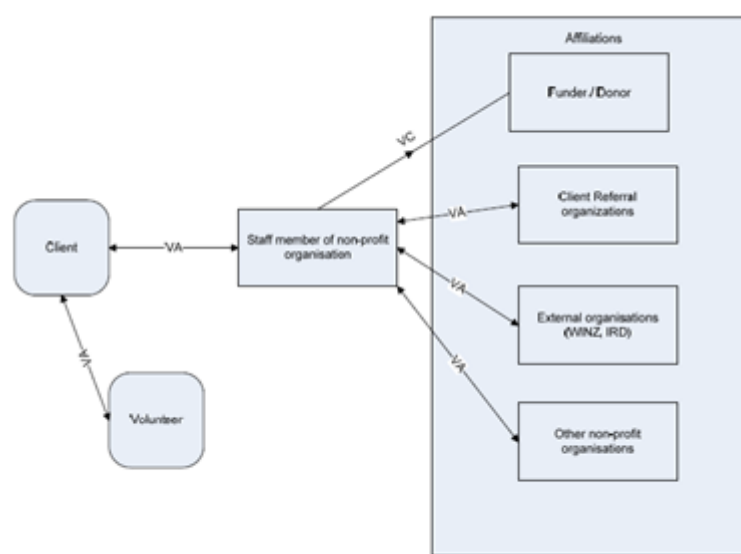 Affiliations
Funder / Donor
VC
Client Referral
organizations
VA
Client
VA
Staff member of non-profit
organisation
VA
External organisations
(WINZ, IRD)
VA
VA
Volunteer
Other non-profit
organisations